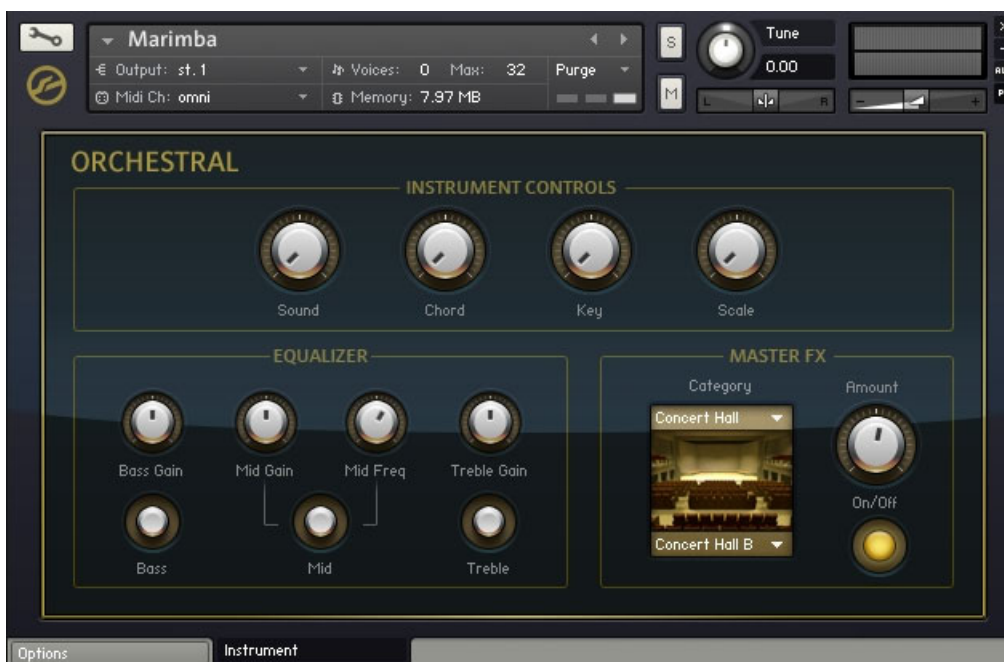 Marimba
Output: st. 1
Voices: 0 Max: 32
Purge
Midi Ch: omni
Memory: 7.97 MB
S
M
Tune
0.00
L
R
-
+
ORCHESTRAL
INSTRUMENT CONTROLS
Sound
Chord
Key
Scale
EQUALIZER
Bass Gain
Mid Gain
Mid Freq
Treble Gain
Bass
Mid
Treble
MASTER FX
Category
Amount
Concert Hall
On/Off
Concert Hall B
Options
Instrument